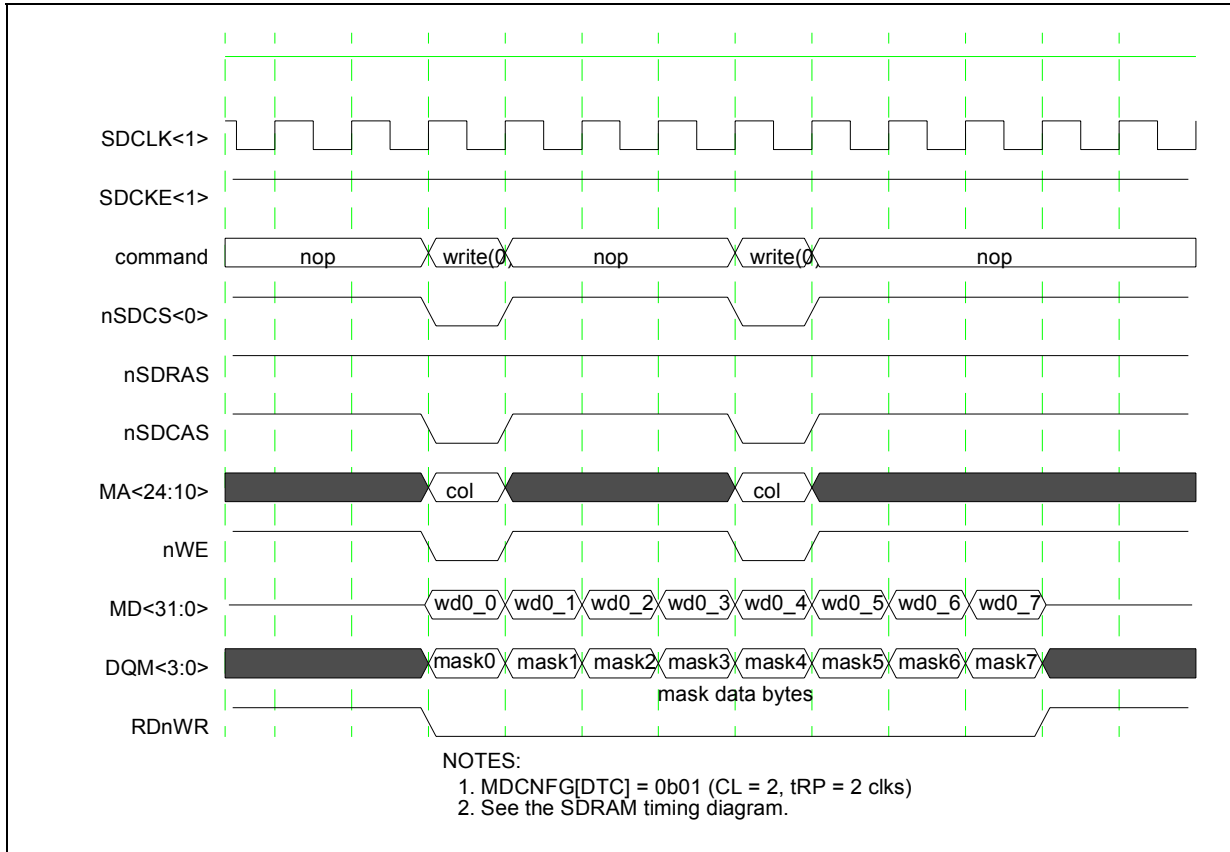 SDCLK<1>
SDCKE<1>
command nop write(0) nop write(0) nop
nSDCS<0>
nSDRAS
nSDCAS
MA<24:10> col col
nWE
MD<31:0> wd0_0 wd0_1 wd0_2 wd0_3 wd0_4 wd0_5 wd0_6 wd0_7
DQM<3:0> mask0 mask1 mask2 mask3 mask4 mask5 mask6 mask7
mask data bytes
RDnWR
NOTES:
1. MDCNFG[DTC] = 0b01 (CL = 2, tRP = 2 clks)
2. See the SDRAM timing diagram.